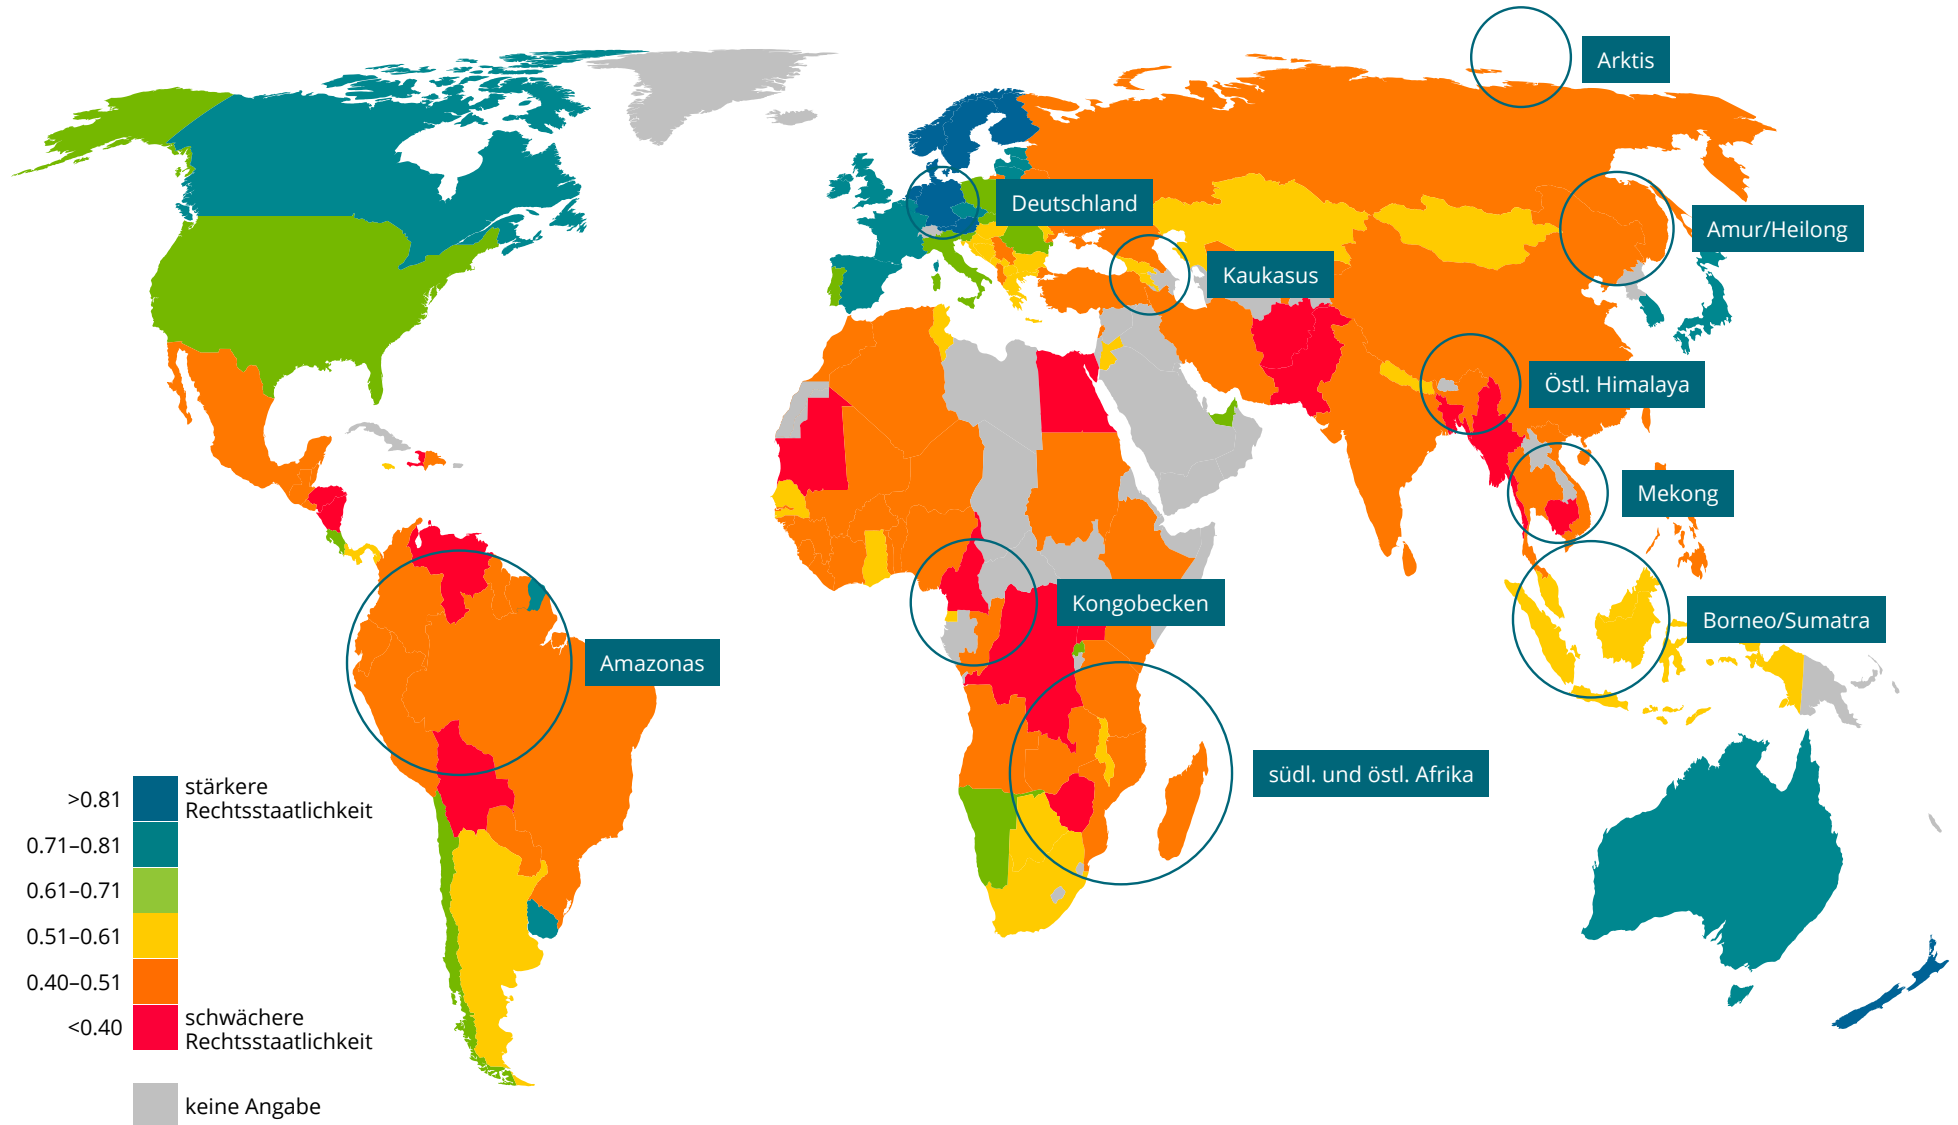 Arktis
Deutschland
Amur/Heilong
Kaukasus
Östl. Himalaya
Mekong
Kongobecken
Borneo/Sumatra
Amazonas
südl. und östl. Afrika
>0.81
stärkere
Rechtsstaatlichkeit
0.71–0.81
0.61–0.71
0.51–0.61
0.40–0.51
<0.40
schwächere
Rechtsstaatlichkeit
keine Angabe